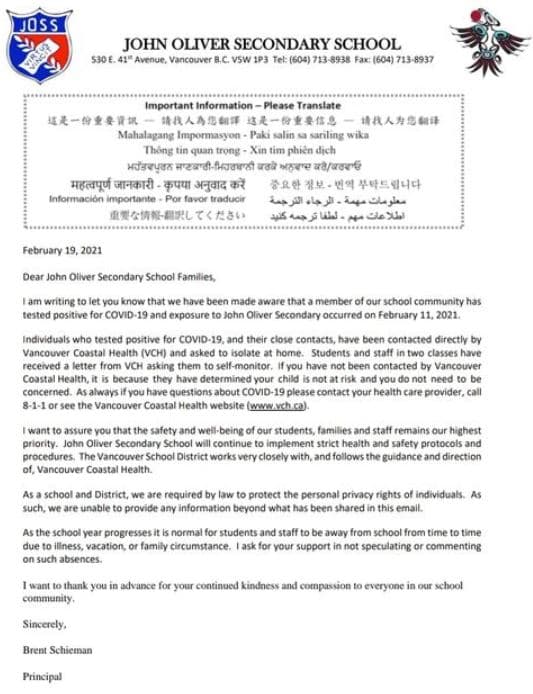 JOSS
VIRTUS
VINCIT
JOHN OLIVER SECONDARY SCHOOL
530 E. 41st Avenue, Vancouver B.C. V5W 1P3 Tel: (604) 713-8938 Fax: (604) 713-8937
Important Information – Please Translate
這是一份重要資訊 — 請找人為您翻譯 这是一份重要信息 — 请找人为您翻译
Mahalagang Impormasyon - Paki salin sa sariling wika
Thông tin quan trọng - Xin tìm phiên dịch
ਮਹੱਤਵਪੂਰਨ ਜਾਣਕਾਰੀ-ਮਿਹਰਬਾਨੀ ਕਰਕੇ ਅਨੁਵਾਦ ਕਰੋ/ਕਰਵਾਓ
महत्वपूर्ण जानकारी - कृपया अनुवाद करें 중요한 정보 - 번역 부탁드립니다
Información importante - Por favor traducir معلومات مهمة - الرجاء الترجمة
重要な情報-翻訳してください اطلاعات مهم - لطفا ترجمه کنید
February 19, 2021
Dear John Oliver Secondary School Families,
I am writing to let you know that we have been made aware that a member of our school community has
tested positive for COVID-19 and exposure to John Oliver Secondary occurred on February 11, 2021.
Individuals who tested positive for COVID-19, and their close contacts, have been contacted directly by
Vancouver Coastal Health (VCH) and asked to isolate at home. Students and staff in two classes have
received a letter from VCH asking them to self-monitor. If you have not been contacted by Vancouver
Coastal Health, it is because they have determined your child is not at risk and you do not need to be
concerned. As always if you have questions about COVID-19 please contact your health care provider, call
8-1-1 or see the Vancouver Coastal Health website (www.vch.ca).
I want to assure you that the safety and well-being of our students, families and staff remains our highest
priority. John Oliver Secondary School will continue to implement strict health and safety protocols and
procedures. The Vancouver School District works very closely with, and follows the guidance and direction
of, Vancouver Coastal Health.
As a school and District, we are required by law to protect the personal privacy rights of individuals. As
such, we are unable to provide any information beyond what has been shared in this email.
As the school year progresses it is normal for students and staff to be away from school from time to time
due to illness, vacation, or family circumstance. I ask for your support in not speculating or commenting
on such absences.
I want to thank you in advance for your continued kindness and compassion to everyone in our school
community.
Sincerely,
Brent Schieman
Principal